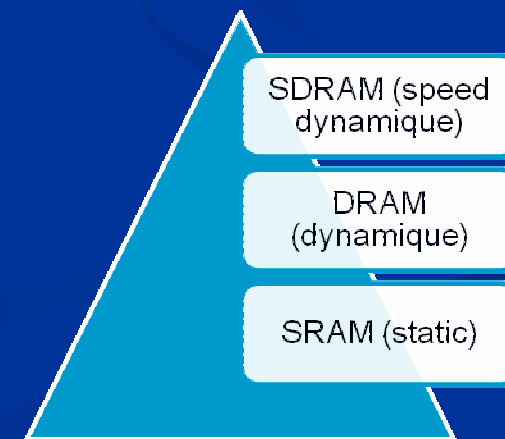 SDRAM (speed
dynamique)
DRAM
(dynamique)
SRAM (static)